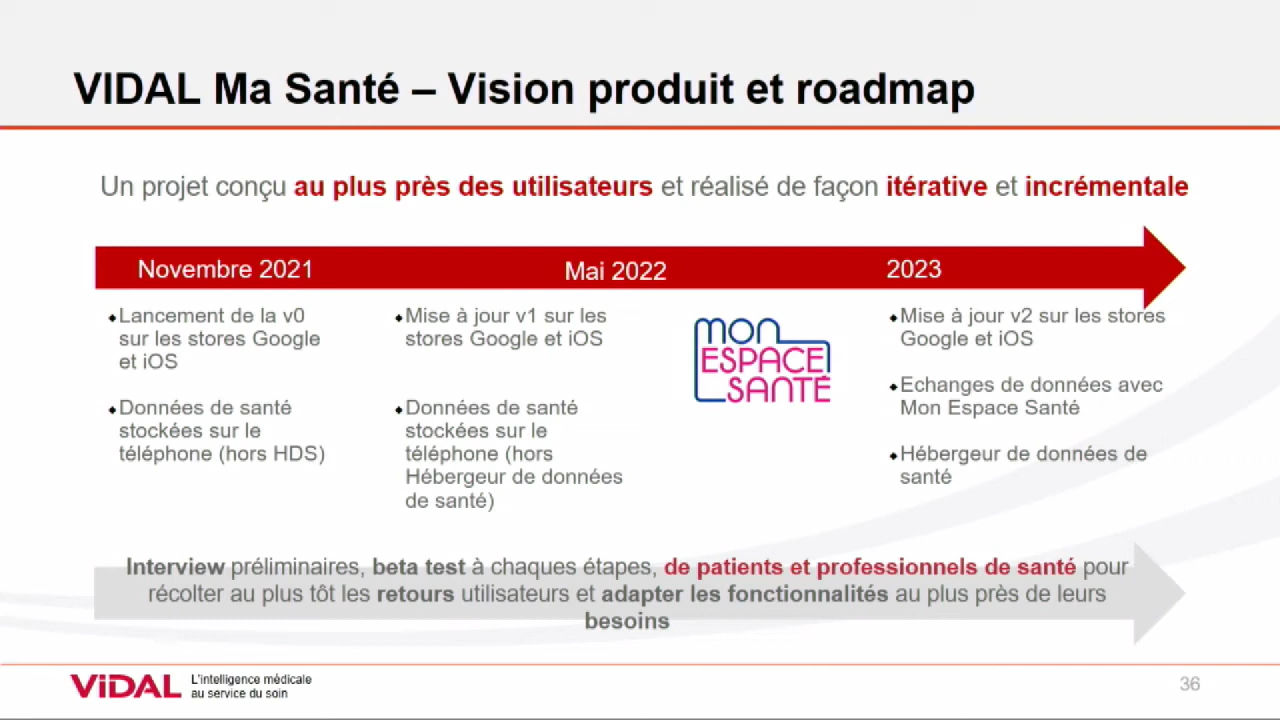 VIDAL Ma Santé – Vision produit et roadmap
Un projet conçu au plus près des utilisateurs et réalisé de façon itérative et incrémentale
Novembre 2021
Mai 2022
2023
Lancement de la v0
sur les stores Google
et iOS
Données de santé
stockées sur le
téléphone (hors HDS)
Mise à jour v1 sur les
stores Google et iOS
Données de santé
stockées sur le
téléphone (hors
Hébergeur de données
de santé)
MON
ESPACE
SANTÉ
Mise à jour v2 sur les stores
Google et iOS
Echanges de données avec
Mon Espace Santé
Hébergeur de données de
santé
Interview préliminaires, beta test à chaques étapes, de patients et professionnels de santé pour
récolter au plus tôt les retours utilisateurs et adapter les fonctionnalités au plus près de leurs
besoins
ViDAL
L'intelligence médicale
au service du soin
36